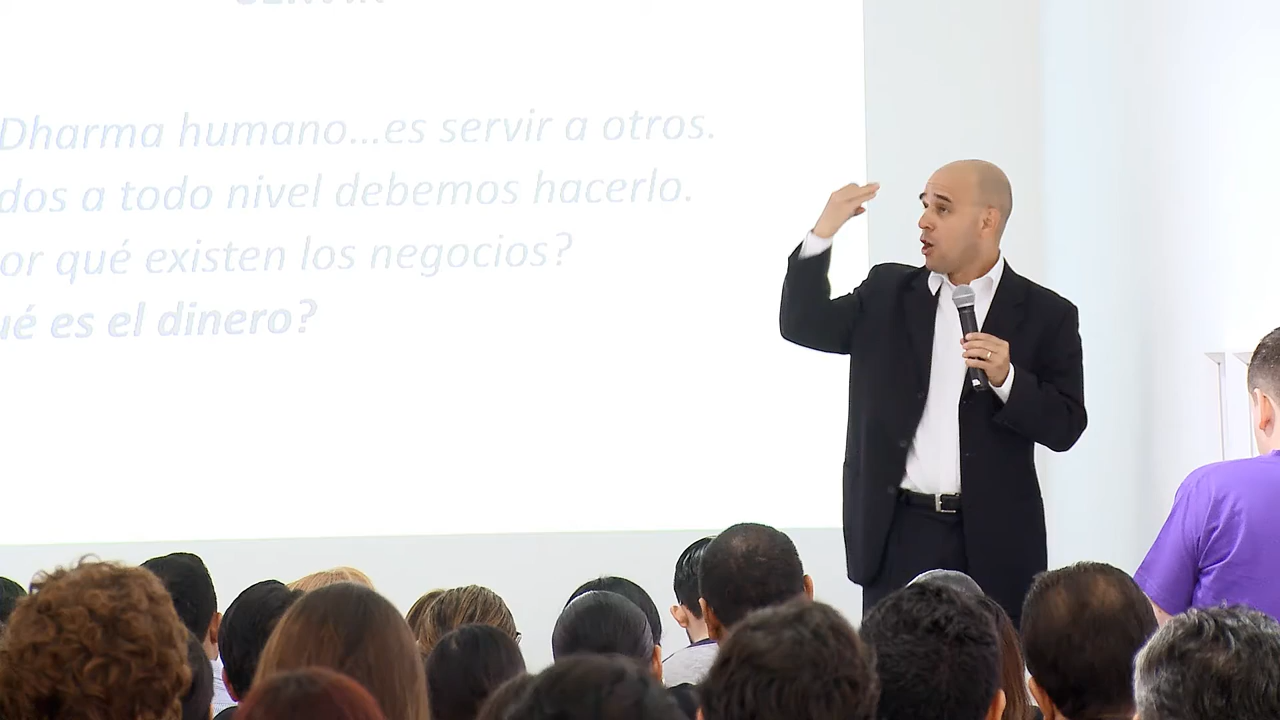 Dharma humano...es servir a otros.
dos a todo nivel debemos hacerlo.
or qué existen los negocios?
ué es el dinero?